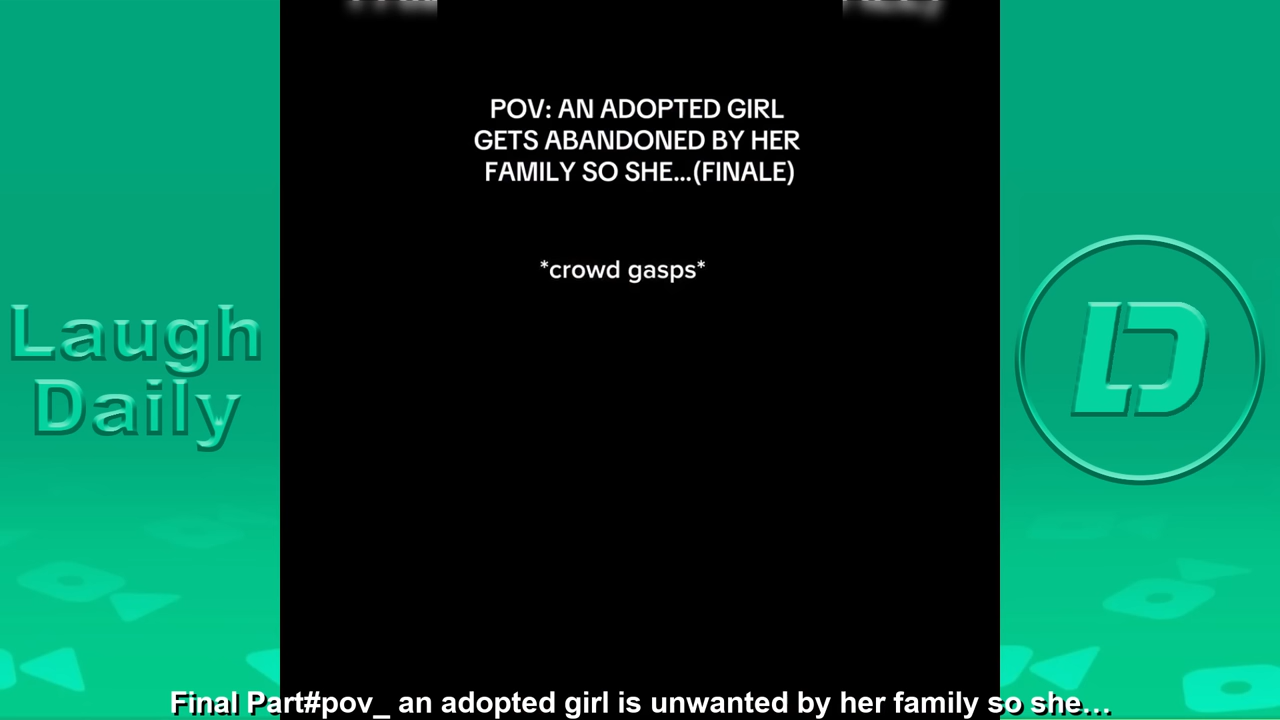 POV: AN ADOPTED GIRL
GETS ABANDONED BY HER
FAMILY SO SHE...(FINALE)
*crowd gasps*
Laugh
Daily
LD
Final Part#pov_ an adopted girl is unwanted by her family so she...